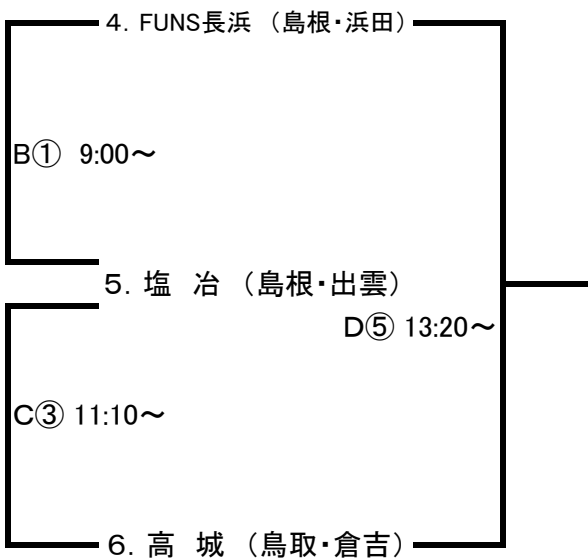 4. FUNS長浜 （島根・浜田）
B① 9:00～
5. 塩　冶 （島根・出雲）
D⑤ 13:20～
C③ 11:10～
6. 高　城 （鳥取・倉吉）